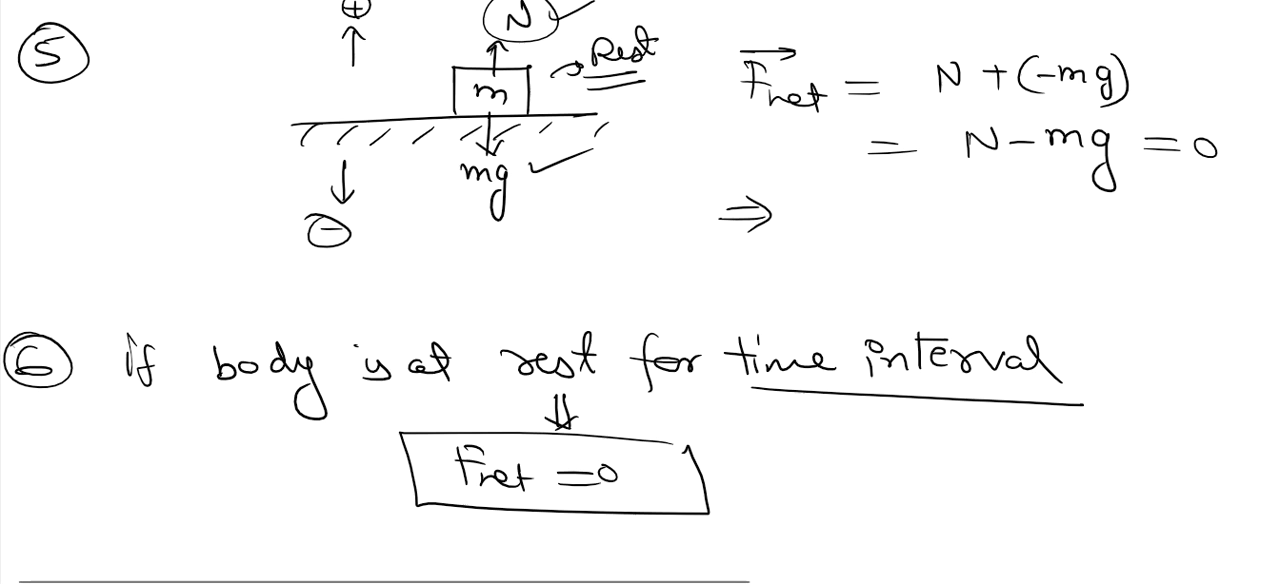 ⑤
⊕
↑
N
Rest
m
mg
↓
⊖
F⃗net = N + (-mg)
= N - mg = 0
⇒
⑥ if body is at rest for time interval
⇓
Fnet = 0